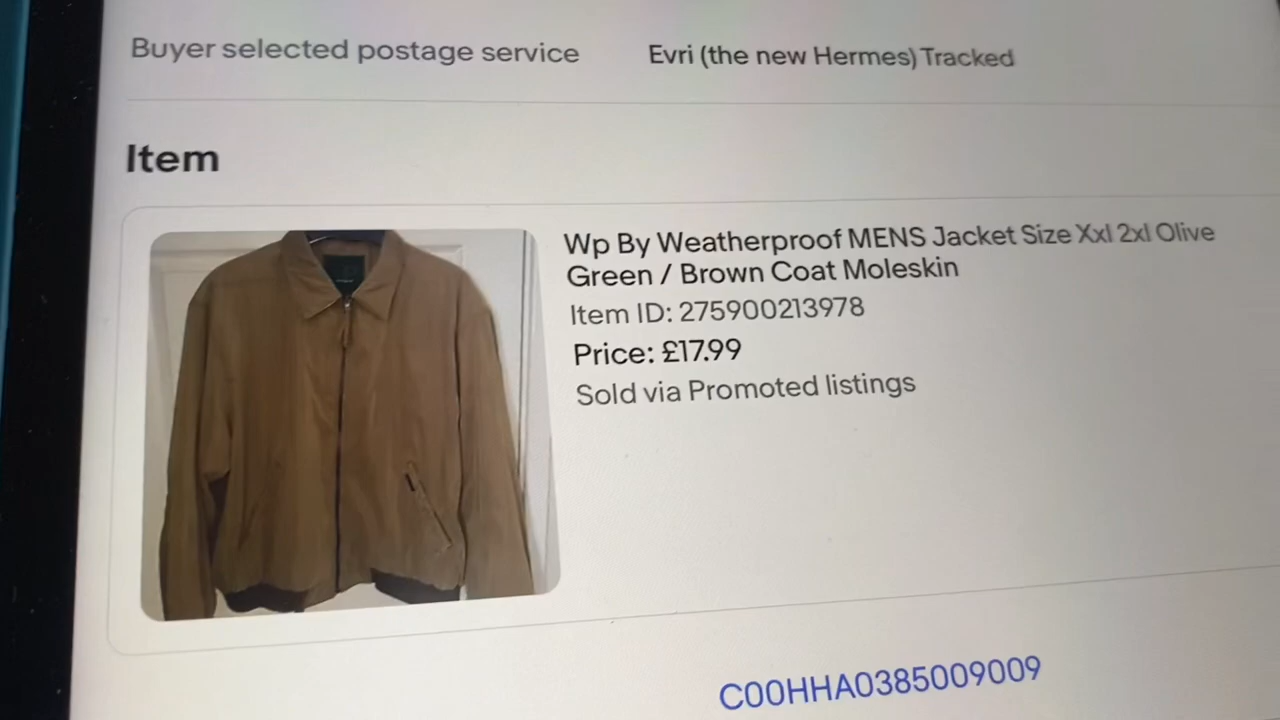 Buyer selected postage service Evri (the new Hermes) Tracked
Item
Wp By Weatherproof MENS Jacket Size Xxl 2xl Olive
Green / Brown Coat Moleskin
Item ID: 275900213978
Price: £17.99
Sold via Promoted listings
C00HHA0385009009